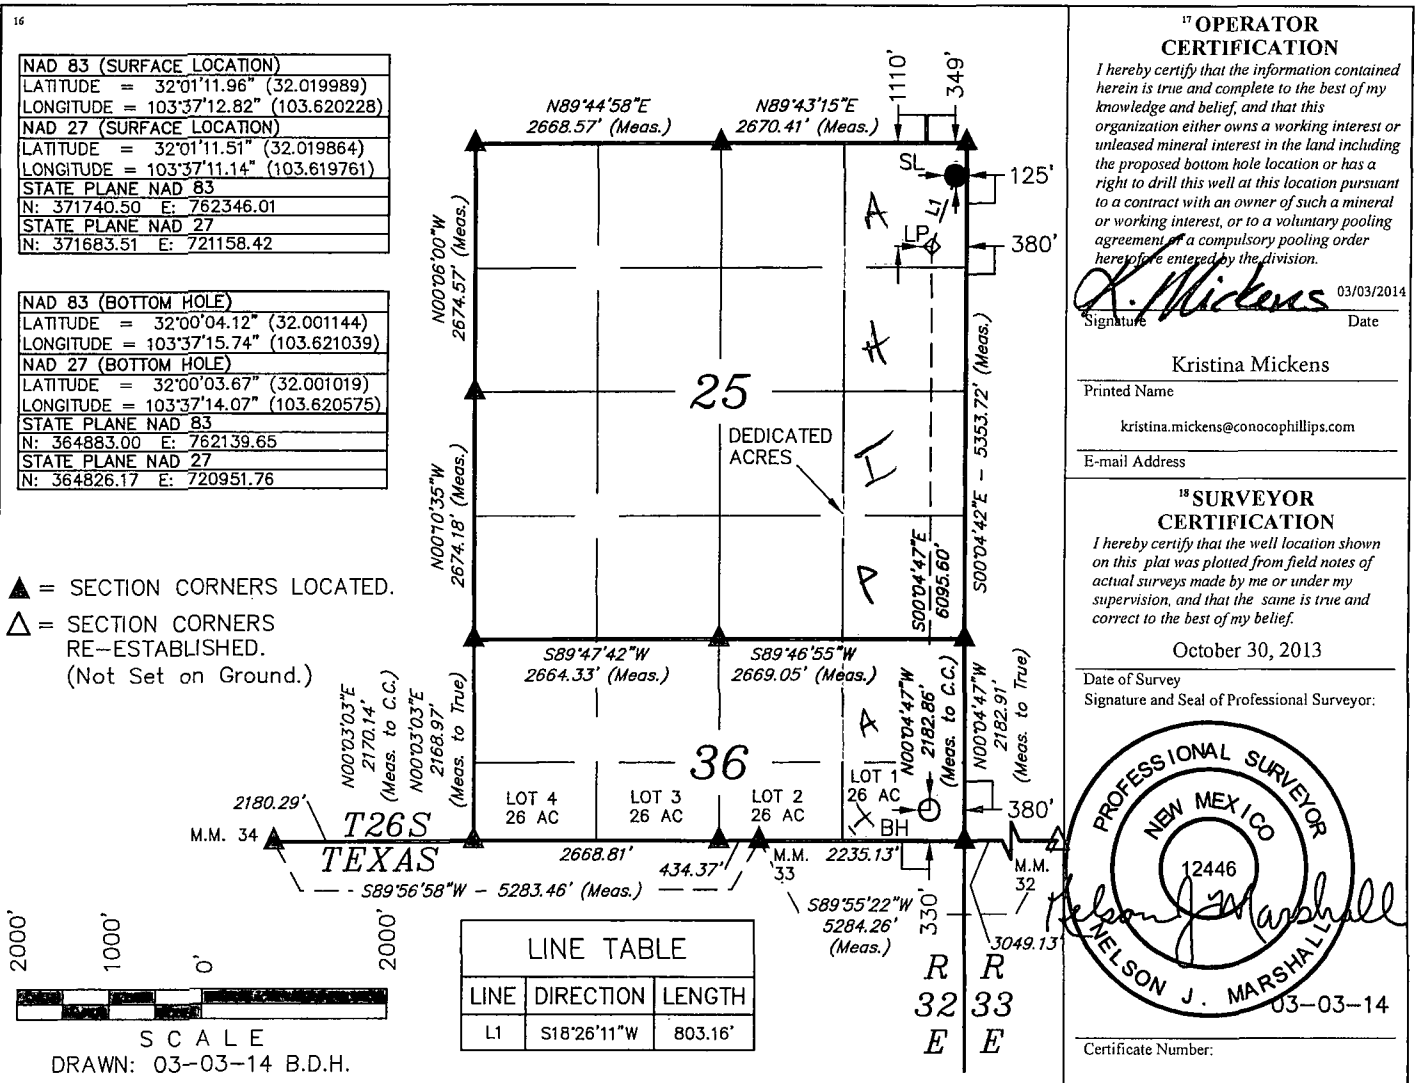 16
NAD 83 (SURFACE LOCATION)
LATITUDE = 32°01'11.96" (32.019989)
LONGITUDE = 103°37'12.82" (103.620228)
NAD 27 (SURFACE LOCATION)
LATITUDE = 32°01'11.51" (32.019864)
LONGITUDE = 103°37'11.14" (103.619761)
STATE PLANE NAD 83
N: 371740.50 E: 762346.01
STATE PLANE NAD 27
N: 371683.51 E: 721158.42
NAD 83 (BOTTOM HOLE)
LATITUDE = 32°00'04.12" (32.001144)
LONGITUDE = 103°37'15.74" (103.621039)
NAD 27 (BOTTOM HOLE)
LATITUDE = 32°00'03.67" (32.001019)
LONGITUDE = 103°37'14.07" (103.620575)
STATE PLANE NAD 83
N: 364883.00 E: 762139.65
STATE PLANE NAD 27
N: 364826.17 E: 720951.76
▲ = SECTION CORNERS LOCATED.
△ = SECTION CORNERS
RE-ESTABLISHED.
(Not Set on Ground.)
N89°44'58"E
2668.57' (Meas.)
N89°43'15"E
2670.41' (Meas.)
1110'
349'
SL
125'
L1
LP
380'
N00°06'00"W
2674.57' (Meas.)
N00°10'35"W
2674.18' (Meas.)
25
DEDICATED
ACRES
A
H
I
P
A
X
S00°04'42"E - 5353.72' (Meas.)
S00°04'47"E
6095.60'
S89°47'42"W
2664.33' (Meas.)
S89°46'55"W
2669.05' (Meas.)
N00°03'03"E
2170.14'
(Meas. to C.C.)
N00°03'03"E
2168.97'
(Meas. to True)
N00°04'47"W
2182.86'
(Meas. to C.C.)
N00°04'47"W
2182.91'
(Meas. to True)
36
LOT 4
26 AC
LOT 3
26 AC
LOT 2
26 AC
LOT 1
26 AC
BH
380'
2180.29'
M.M. 34
T26S
TEXAS
2668.81'
434.37'
M.M.
33
2235.13'
M.M.
32
S89°56'58"W - 5283.46' (Meas.)
S89°55'22"W
5284.26'
(Meas.)
330'
3049.13'
R R
32 33
E E
2000'
1000'
0'
2000'
SCALE
DRAWN: 03-03-14 B.D.H.
LINE TABLE
LINE DIRECTION LENGTH
L1 S18°26'11"W 803.16'
17 OPERATOR
CERTIFICATION
I hereby certify that the information contained
herein is true and complete to the best of my
knowledge and belief, and that this
organization either owns a working interest or
unleased mineral interest in the land including
the proposed bottom hole location or has a
right to drill this well at this location pursuant
to a contract with an owner of such a mineral
or working interest, or to a voluntary pooling
agreement or a compulsory pooling order
heretofore entered by the division.
K. Mickens 03/03/2014
Signature Date
Kristina Mickens
Printed Name
kristina.mickens@conocophillips.com
E-mail Address
18 SURVEYOR
CERTIFICATION
I hereby certify that the well location shown
on this plat was plotted from field notes of
actual surveys made by me or under my
supervision, and that the same is true and
correct to the best of my belief.
October 30, 2013
Date of Survey
Signature and Seal of Professional Surveyor:
PROFESSIONAL SURVEYOR
NEW MEXICO
12446
Nelson J. Marshall
NELSON J. MARSHALL
03-03-14
Certificate Number: